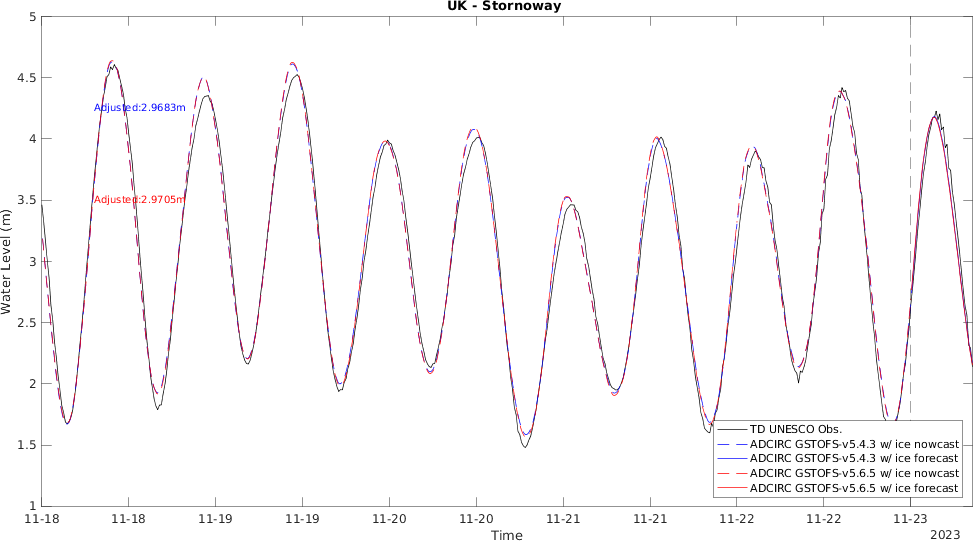 UK - Stornoway
5
4.5
4
3.5
3
2.5
2
1.5
1
Water Level (m)
Adjusted:2.9683m
Adjusted:2.9705m
TD UNESCO Obs.
ADCIRC GSTOFS-v5.4.3 w/ ice nowcast
ADCIRC GSTOFS-v5.4.3 w/ ice forecast
ADCIRC GSTOFS-v5.6.5 w/ ice nowcast
ADCIRC GSTOFS-v5.6.5 w/ ice forecast
11-18 11-18 11-19 11-19 11-20 11-20 11-21 11-21 11-22 11-22 11-23
Time
2023